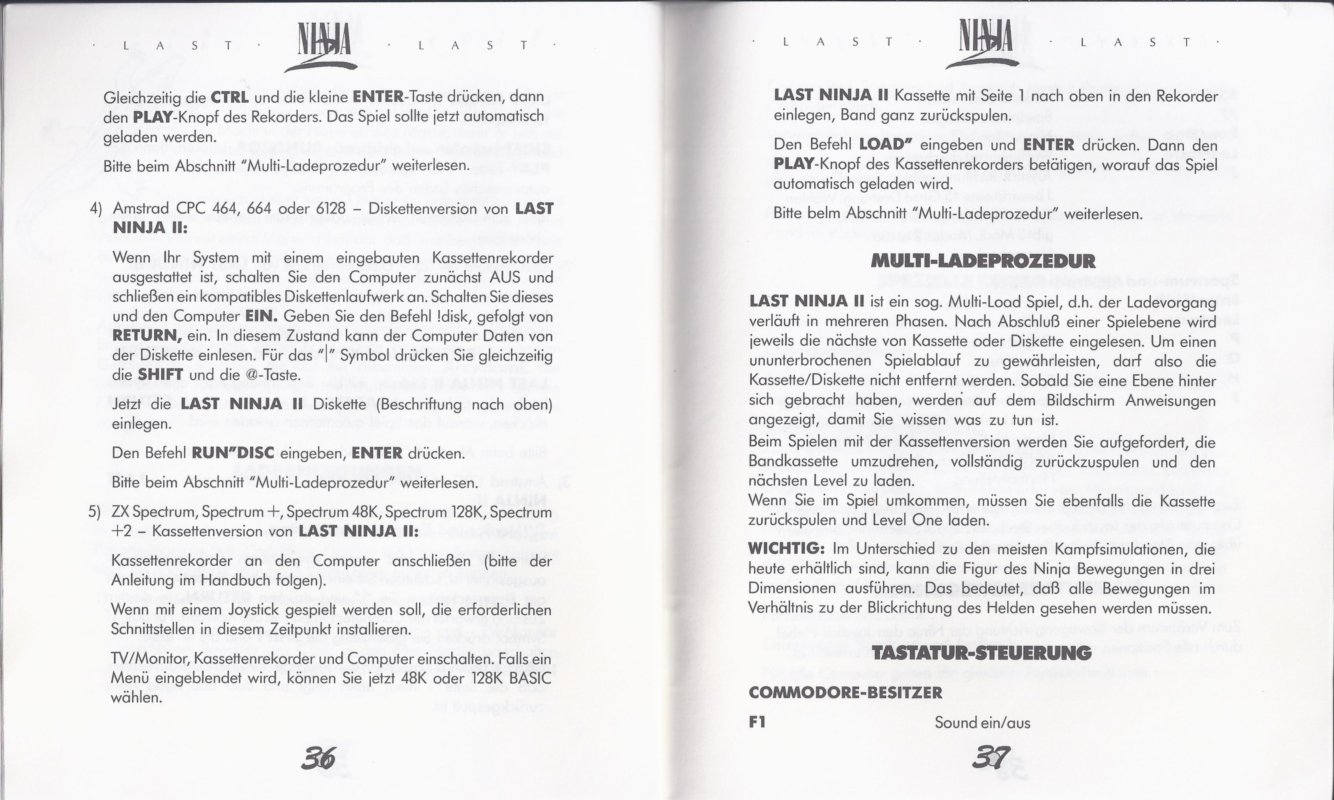 · L A S T · NINJA 2 · L A S T ·
Gleichzeitig die CTRL und die kleine ENTER-Taste drücken, dann
den PLAY-Knopf des Rekorders. Das Spiel sollte jetzt automatisch
geladen werden.
Bitte beim Abschnitt "Multi-Ladeprozedur" weiterlesen.
4) Amstrad CPC 464, 664 oder 6128 – Diskettenversion von LAST
NINJA II:
Wenn Ihr System mit einem eingebauten Kassettenrekorder
ausgestattet ist, schalten Sie den Computer zunächst AUS und
schließen ein kompatibles Diskettenlaufwerk an. Schalten Sie dieses
und den Computer EIN. Geben Sie den Befehl !disk, gefolgt von
RETURN, ein. In diesem Zustand kann der Computer Daten von
der Diskette einlesen. Für das "|" Symbol drücken Sie gleichzeitig
die SHIFT und die @-Taste.
Jetzt die LAST NINJA II Diskette (Beschriftung nach oben)
einlegen.
Den Befehl RUN"DISC eingeben, ENTER drücken.
Bitte beim Abschnitt "Multi-Ladeprozedur" weiterlesen.
5) ZX Spectrum, Spectrum +, Spectrum 48K, Spectrum 128K, Spectrum
+2 – Kassettenversion von LAST NINJA II:
Kassettenrekorder an den Computer anschließen (bitte der
Anleitung im Handbuch folgen).
Wenn mit einem Joystick gespielt werden soll, die erforderlichen
Schnittstellen in diesem Zeitpunkt installieren.
TV/Monitor, Kassettenrekorder und Computer einschalten. Falls ein
Menü eingeblendet wird, können Sie jetzt 48K oder 128K BASIC
wählen.
36
· L A S T · NINJA 2 · L A S T ·
LAST NINJA II Kassette mit Seite 1 nach oben in den Rekorder
einlegen, Band ganz zurückspulen.
Den Befehl LOAD" eingeben und ENTER drücken. Dann den
PLAY-Knopf des Kassettenrekorders betätigen, worauf das Spiel
automatisch geladen wird.
Bitte belm Abschnitt "Multi-Ladeprozedur" weiterlesen.
MULTI-LADEPROZEDUR
LAST NINJA II ist ein sog. Multi-Load Spiel, d.h. der Ladevorgang
verläuft in mehreren Phasen. Nach Abschluß einer Spielebene wird
jeweils die nächste von Kassette oder Diskette eingelesen. Um einen
ununterbrochenen Spielablauf zu gewährleisten, darf also die
Kassette/Diskette nicht entfernt werden. Sobald Sie eine Ebene hinter
sich gebracht haben, werden auf dem Bildschirm Anweisungen
angezeigt, damit Sie wissen was zu tun ist.
Beim Spielen mit der Kassettenversion werden Sie aufgefordert, die
Bandkassette umzudrehen, vollständig zurückzuspulen und den
nächsten Level zu laden.
Wenn Sie im Spiel umkommen, müssen Sie ebenfalls die Kassette
zurückspulen und Level One laden.
WICHTIG: Im Unterschied zu den meisten Kampfsimulationen, die
heute erhältlich sind, kann die Figur des Ninja Bewegungen in drei
Dimensionen ausführen. Das bedeutet, daß alle Bewegungen im
Verhältnis zu der Blickrichtung des Helden gesehen werden müssen.
TASTATUR-STEUERUNG
COMMODORE-BESITZER
F1 Sound ein/aus
37